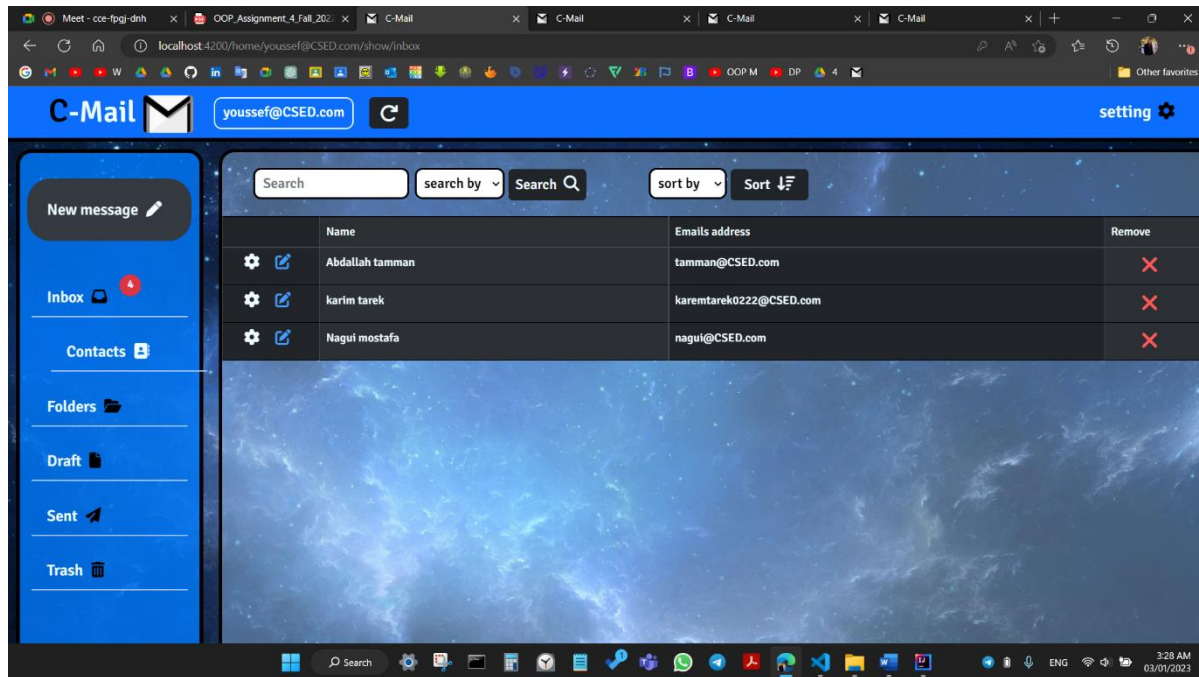 Meet - cce-fpgj-dnh
OOP_Assignment_4_Fall_202
C-Mail
C-Mail
C-Mail
C-Mail
localhost:4200/home/youssef@CSED.com/show/inbox
W
OOP M
DP
4
Other favorites
C-Mail
youssef@CSED.com
setting
Search
search by
Search
sort by
Sort
New message
Name
Emails address
Remove
Abdallah tamman
tamman@CSED.com
Inbox
4
karim tarek
karemtarek0222@CSED.com
Nagui mostafa
nagui@CSED.com
Contacts
Folders
Draft
Sent
Trash
Search
ENG
3:28 AM
03/01/2023